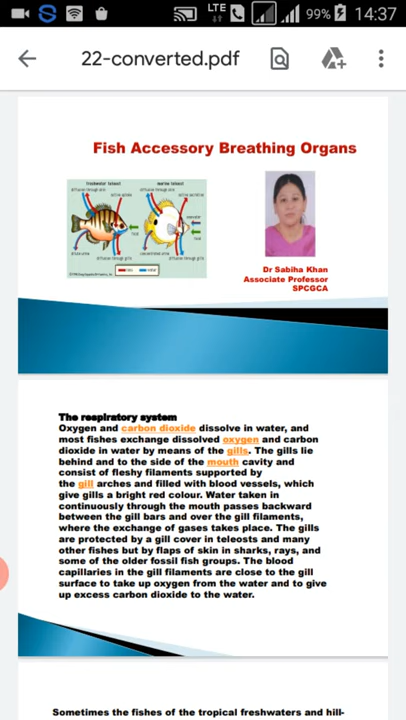 LTE
99%
14:37
22-converted.pdf
Fish Accessory Breathing Organs
freshwater teleost
marine teleost
Dr Sabiha Khan
Associate Professor
SPCGCA
The respiratory system
Oxygen and carbon dioxide dissolve in water, and
most fishes exchange dissolved oxygen and carbon
dioxide in water by means of the gills. The gills lie
behind and to the side of the mouth cavity and
consist of fleshy filaments supported by
the gill arches and filled with blood vessels, which
give gills a bright red colour. Water taken in
continuously through the mouth passes backward
between the gill bars and over the gill filaments,
where the exchange of gases takes place. The gills
are protected by a gill cover in teleosts and many
other fishes but by flaps of skin in sharks, rays, and
some of the older fossil fish groups. The blood
capillaries in the gill filaments are close to the gill
surface to take up oxygen from the water and to give
up excess carbon dioxide to the water.
Sometimes the fishes of the tropical freshwaters and hill-